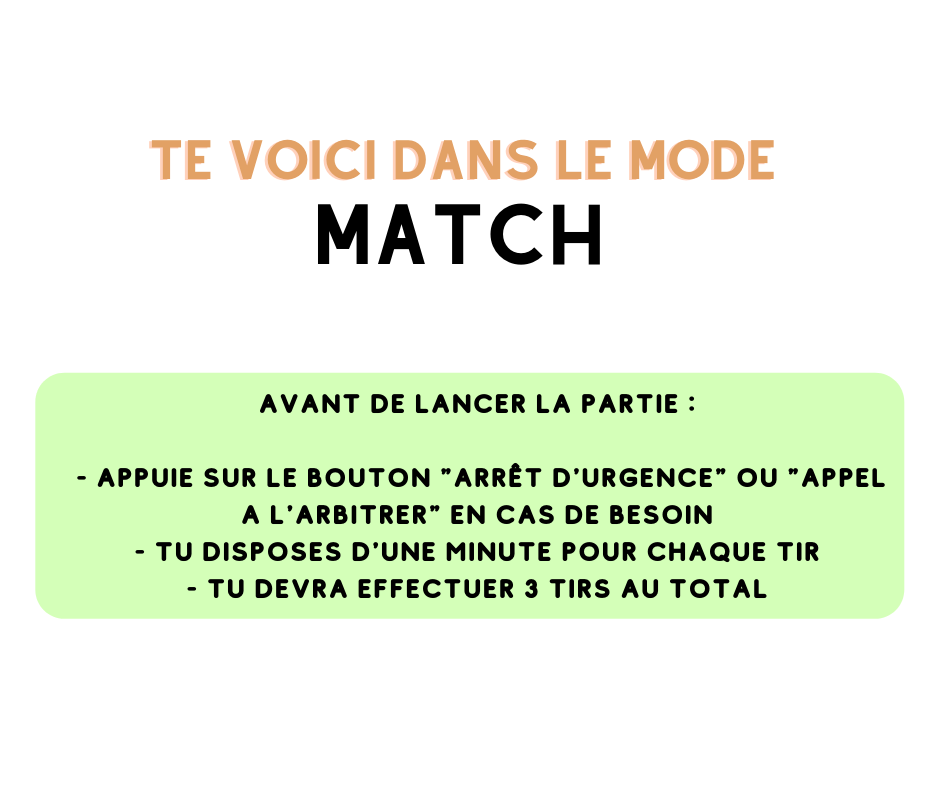 TE VOICI DANS LE MODE
MATCH
AVANT DE LANCER LA PARTIE :
- APPUIE SUR LE BOUTON "ARRÊT D'URGENCE" OU "APPEL
A L'ARBITRER" EN CAS DE BESOIN
- TU DISPOSES D'UNE MINUTE POUR CHAQUE TIR
- TU DEVRA EFFECTUER 3 TIRS AU TOTAL